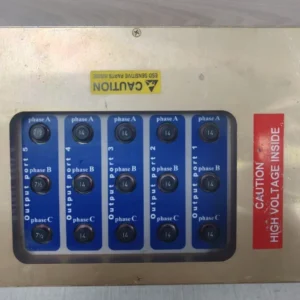 CAUTION
ESD SENSITIVE PARTS INSIDE
phase A
phase A
phase A
phase A
phase A
phase B
phase B
phase B
phase B
phase B
phase C
phase C
phase C
phase C
phase C
Output port 5
Output port 4
Output port 3
Output port 2
Output port 1
CAUTION
HIGH VOLTAGE INSIDE